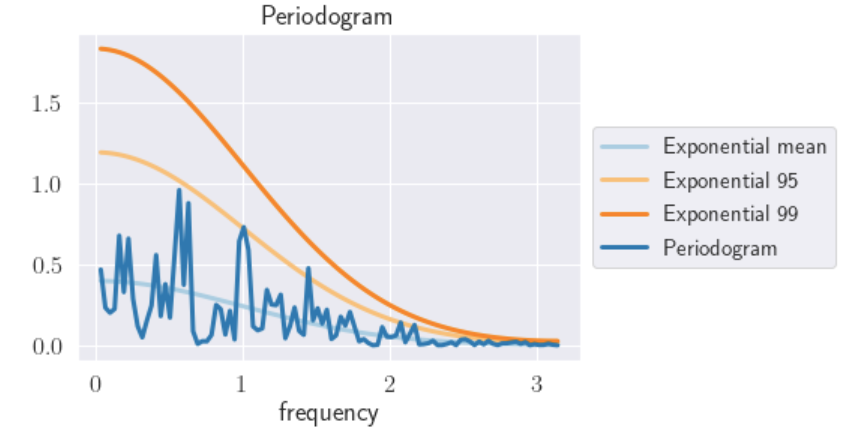 Periodogram
1.5
1.0
0.5
0.0
0 1 2 3
frequency
Exponential mean
Exponential 95
Exponential 99
Periodogram